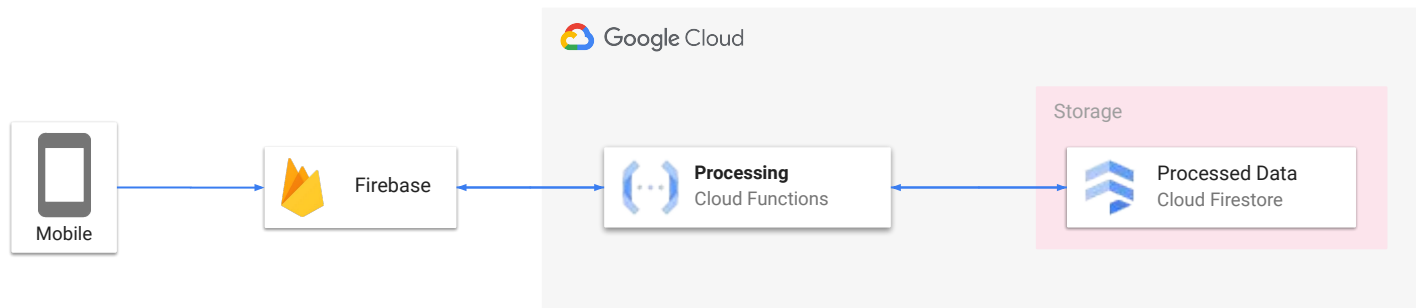 Google Cloud
Storage
Mobile
Firebase
Processing
Cloud Functions
Processed Data
Cloud Firestore